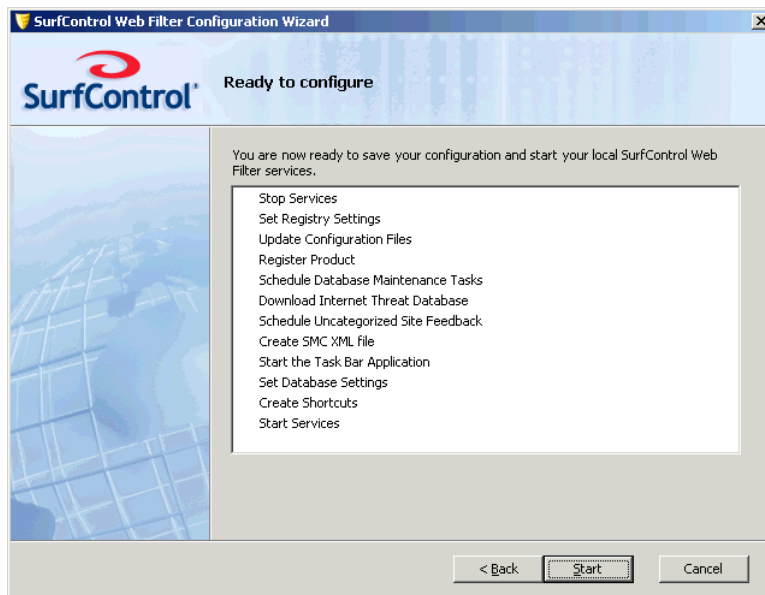 SurfControl Web Filter Configuration Wizard
SurfControl
Ready to configure
You are now ready to save your configuration and start your local SurfControl Web
Filter services.
Stop Services
Set Registry Settings
Update Configuration Files
Register Product
Schedule Database Maintenance Tasks
Download Internet Threat Database
Schedule Uncategorized Site Feedback
Create SMC XML file
Start the Task Bar Application
Set Database Settings
Create Shortcuts
Start Services
< Back
Start
Cancel